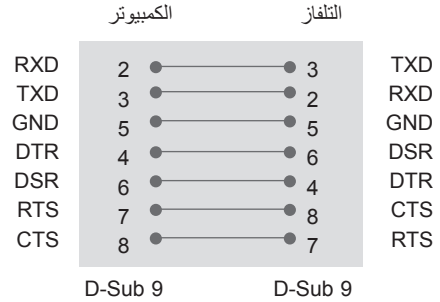 الكمبيوتر التلفاز
RXD 2 3 TXD
TXD 3 2 RXD
GND 5 5 GND
DTR 4 6 DSR
DSR 6 4 DTR
RTS 7 8 CTS
CTS 8 7 RTS
D-Sub 9 D-Sub 9